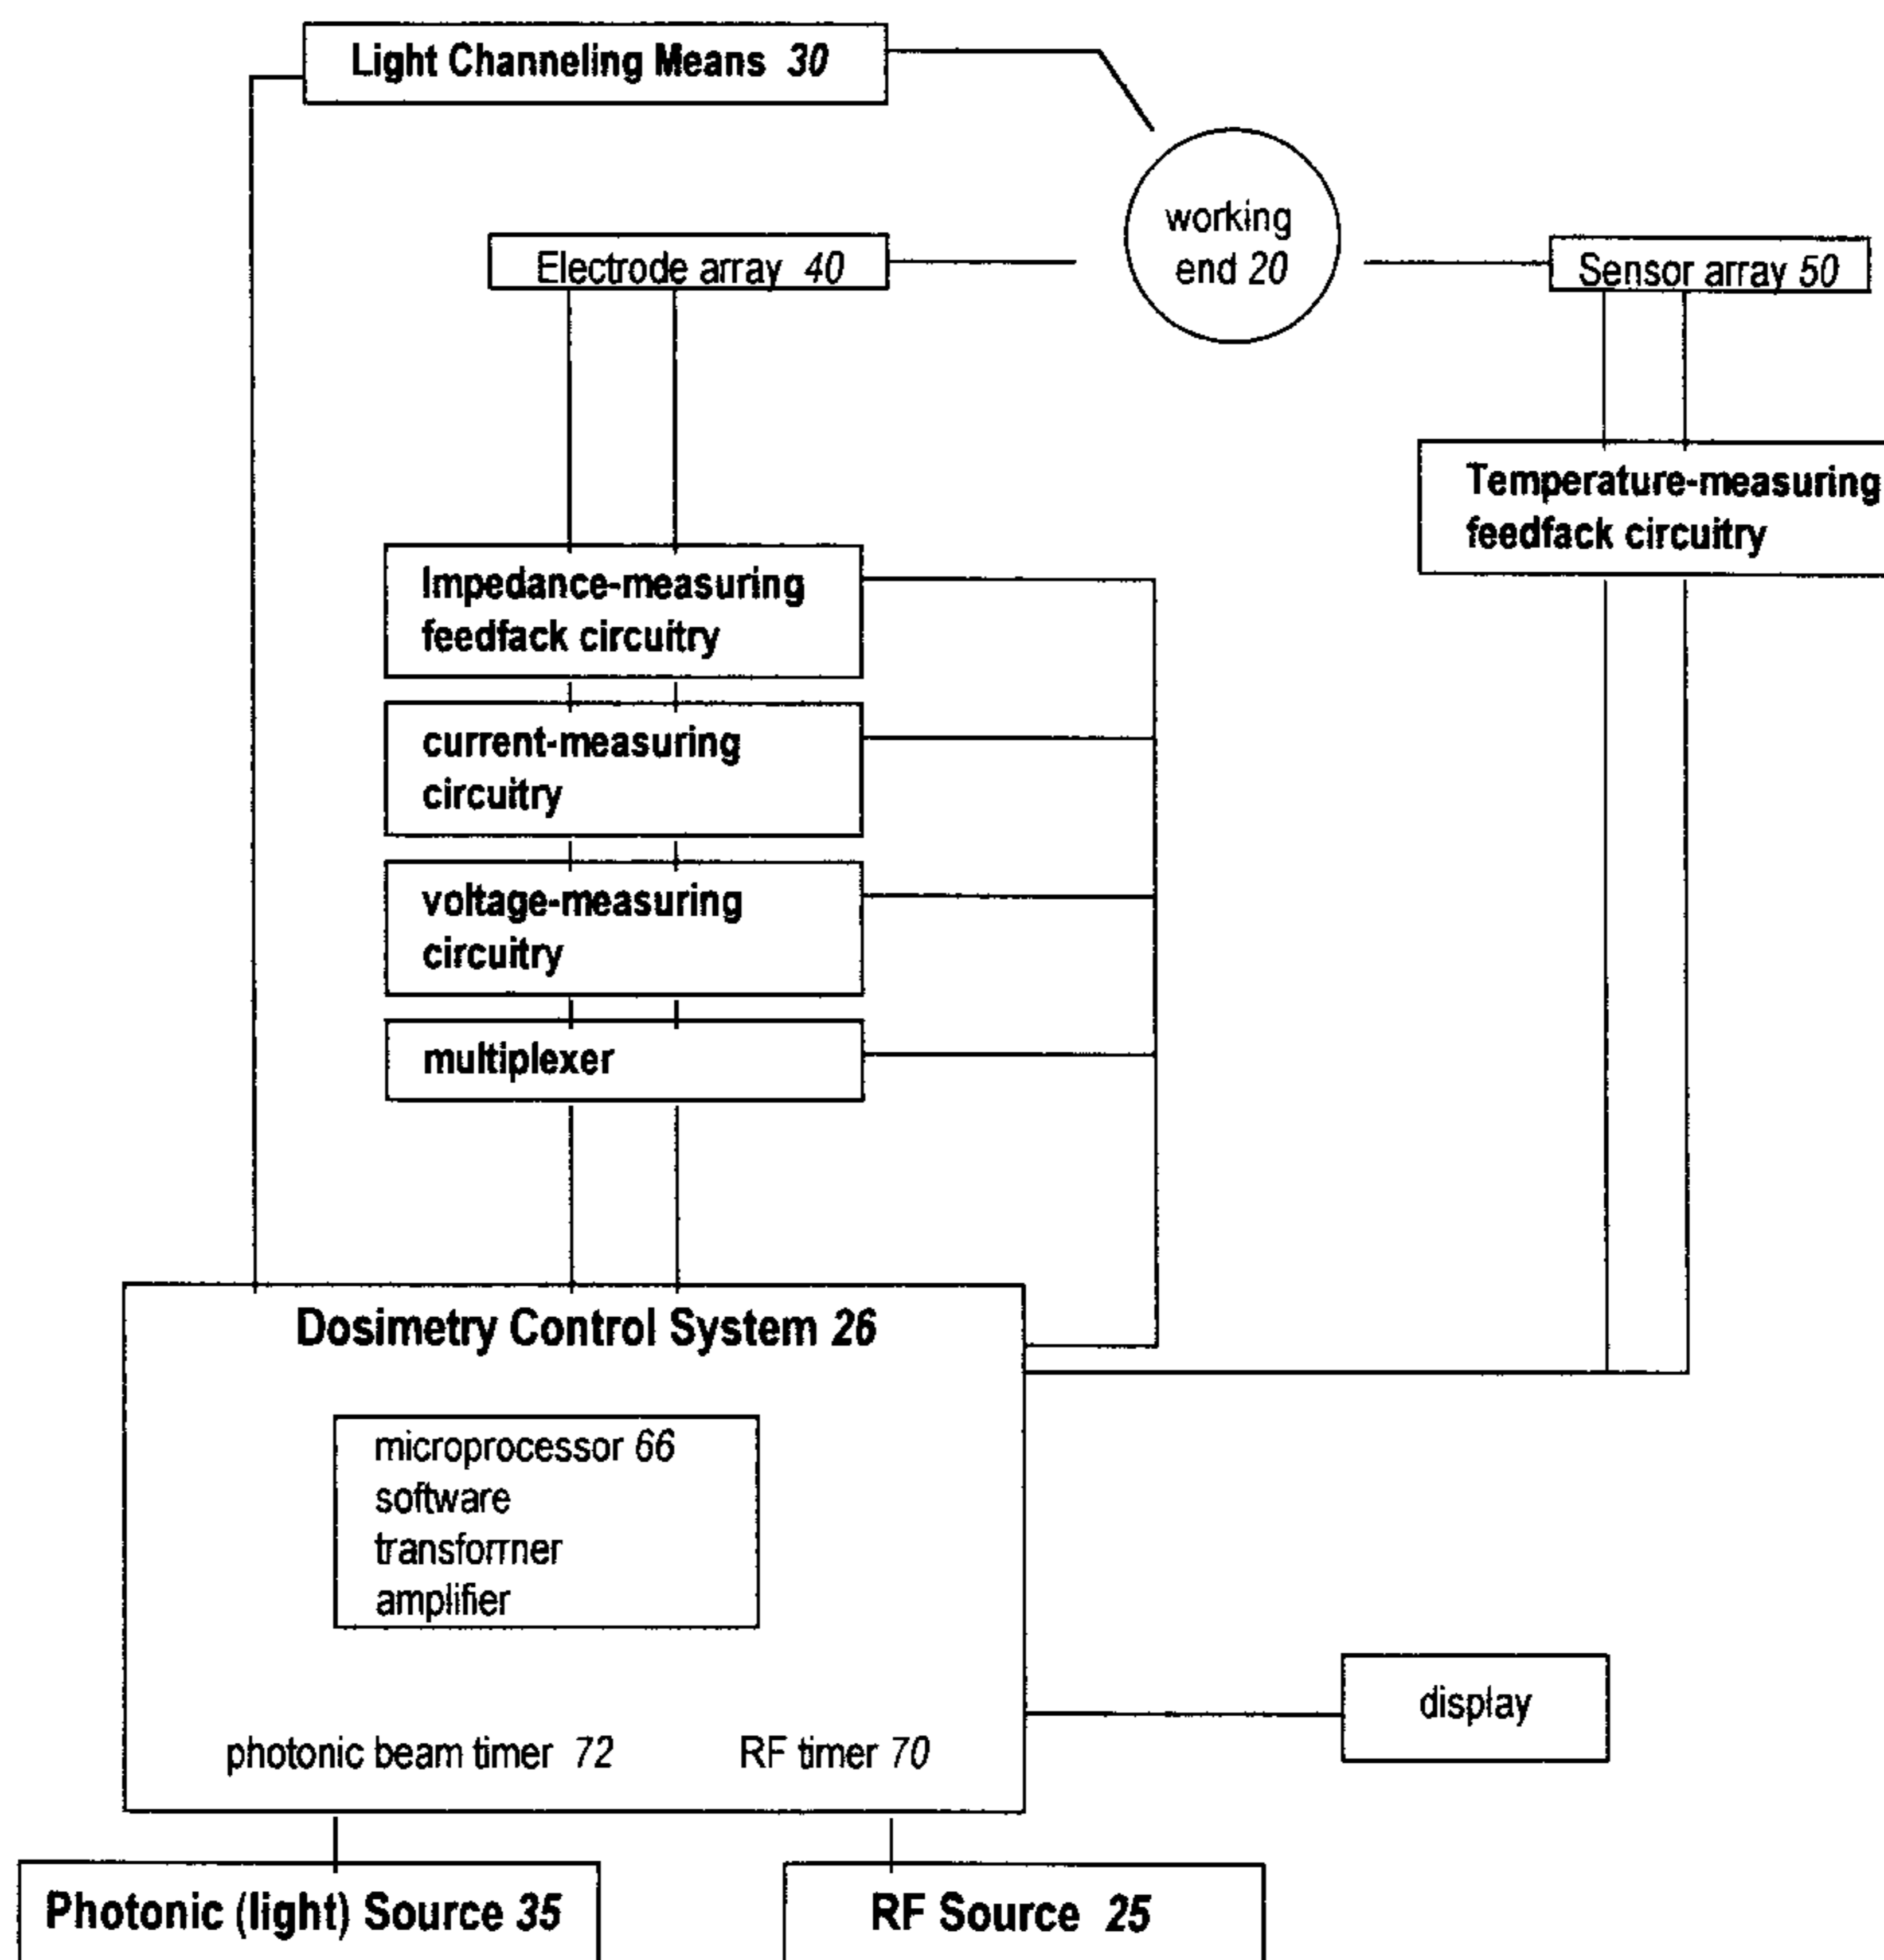 Light Channeling Means 30
working
end 20
Electrode array 40
Sensor array 50
Temperature-measuring
feedfack circuitry
Impedance-measuring
feedfack circuitry
current-measuring
circuitry
voltage-measuring
circuitry
multiplexer
Dosimetry Control System 26
microprocessor 66
software
transformer
amplifier
display
photonic beam timer 72
RF timer 70
Photonic (light) Source 35
RF Source 25